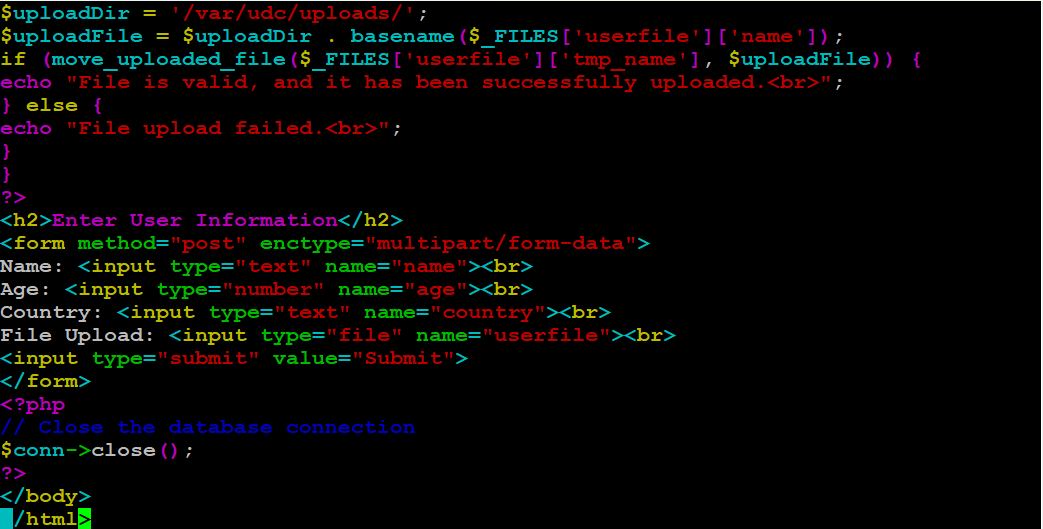 $uploadDir = '/var/udc/uploads/';
$uploadFile = $uploadDir . basename($_FILES['userfile']['name']);
if (move_uploaded_file($_FILES['userfile']['tmp_name'], $uploadFile)) {
echo "File is valid, and it has been successfully uploaded.<br>";
} else {
echo "File upload failed.<br>";
}
}
?>
<h2>Enter User Information</h2>
<form method="post" enctype="multipart/form-data">
Name: <input type="text" name="name"><br>
Age: <input type="number" name="age"><br>
Country: <input type="text" name="country"><br>
File Upload: <input type="file" name="userfile"><br>
<input type="submit" value="Submit">
</form>
<?php
// Close the database connection
$conn->close();
?>
</body>
</html>